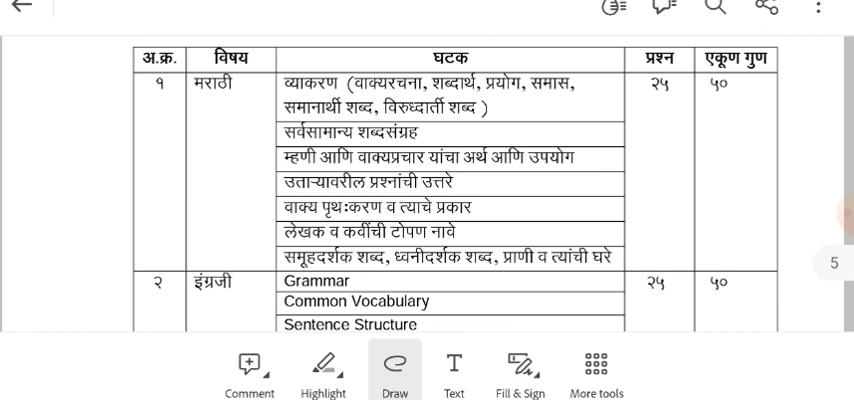 अ.क्र. विषय घटक प्रश्न एकूण गुण
१ मराठी व्याकरण (वाक्यरचना, शब्दार्थ, प्रयोग, समास, २५ ५०
समानार्थी शब्द, विरुध्दार्ती शब्द )
सर्वसामान्य शब्दसंग्रह
म्हणी आणि वाक्यप्रचार यांचा अर्थ आणि उपयोग
उताऱ्यावरील प्रश्नांची उत्तरे
वाक्य पृथःकरण व त्याचे प्रकार
लेखक व कवींची टोपण नावे
समूहदर्शक शब्द, ध्वनीदर्शक शब्द, प्राणी व त्यांची घरे
5
२ इंग्रजी Grammar २५ ५०
Common Vocabulary
Sentence Structure
Comment Highlight Draw Text Fill & Sign More tools